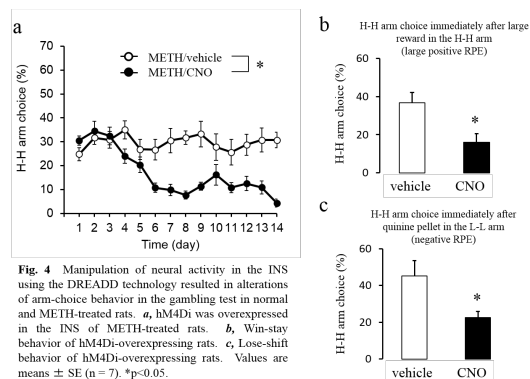 a
METH/vehicle
METH/CNO
*
H-H arm choice (%)
70
60
50
40
30
20
10
0
1 2 3 4 5 6 7 8 9 10 11 12 13 14
Time (day)
Fig. 4 Manipulation of neural activity in the INS
using the DREADD technology resulted in alterations
of arm-choice behavior in the gambling test in normal
and METH-treated rats. a, hM4Di was overexpressed
in the INS of METH-treated rats. b, Win-stay
behavior of hM4Di-overexpressing rats. c, Lose-shift
behavior of hM4Di-overexpressing rats. Values are
means ± SE (n = 7). *p<0.05.
b
H-H arm choice immediately after large
reward in the H-H arm
(large positive RPE)
H-H arm choice (%)
60
40
20
0
*
vehicle CNO
c
H-H arm choice immediately after
quinine pellet in the L-L arm
(negative RPE)
H-H arm choice (%)
60
40
20
0
*
vehicle CNO